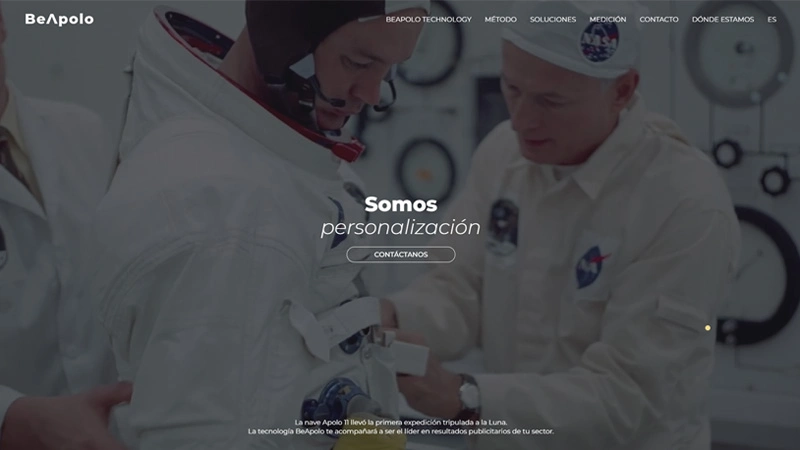 BeΛpolo
BEAPOLO TECHNOLOGY MÉTODO SOLUCIONES MEDICIÓN CONTACTO DÓNDE ESTAMOS ES
NASA
Somos
personalización
CONTÁCTANOS
NASA
La nave Apolo 11 llevó la primera expedición tripulada a la Luna.
La tecnología BeApolo te acompañará a ser el líder en resultados publicitarios de tu sector.